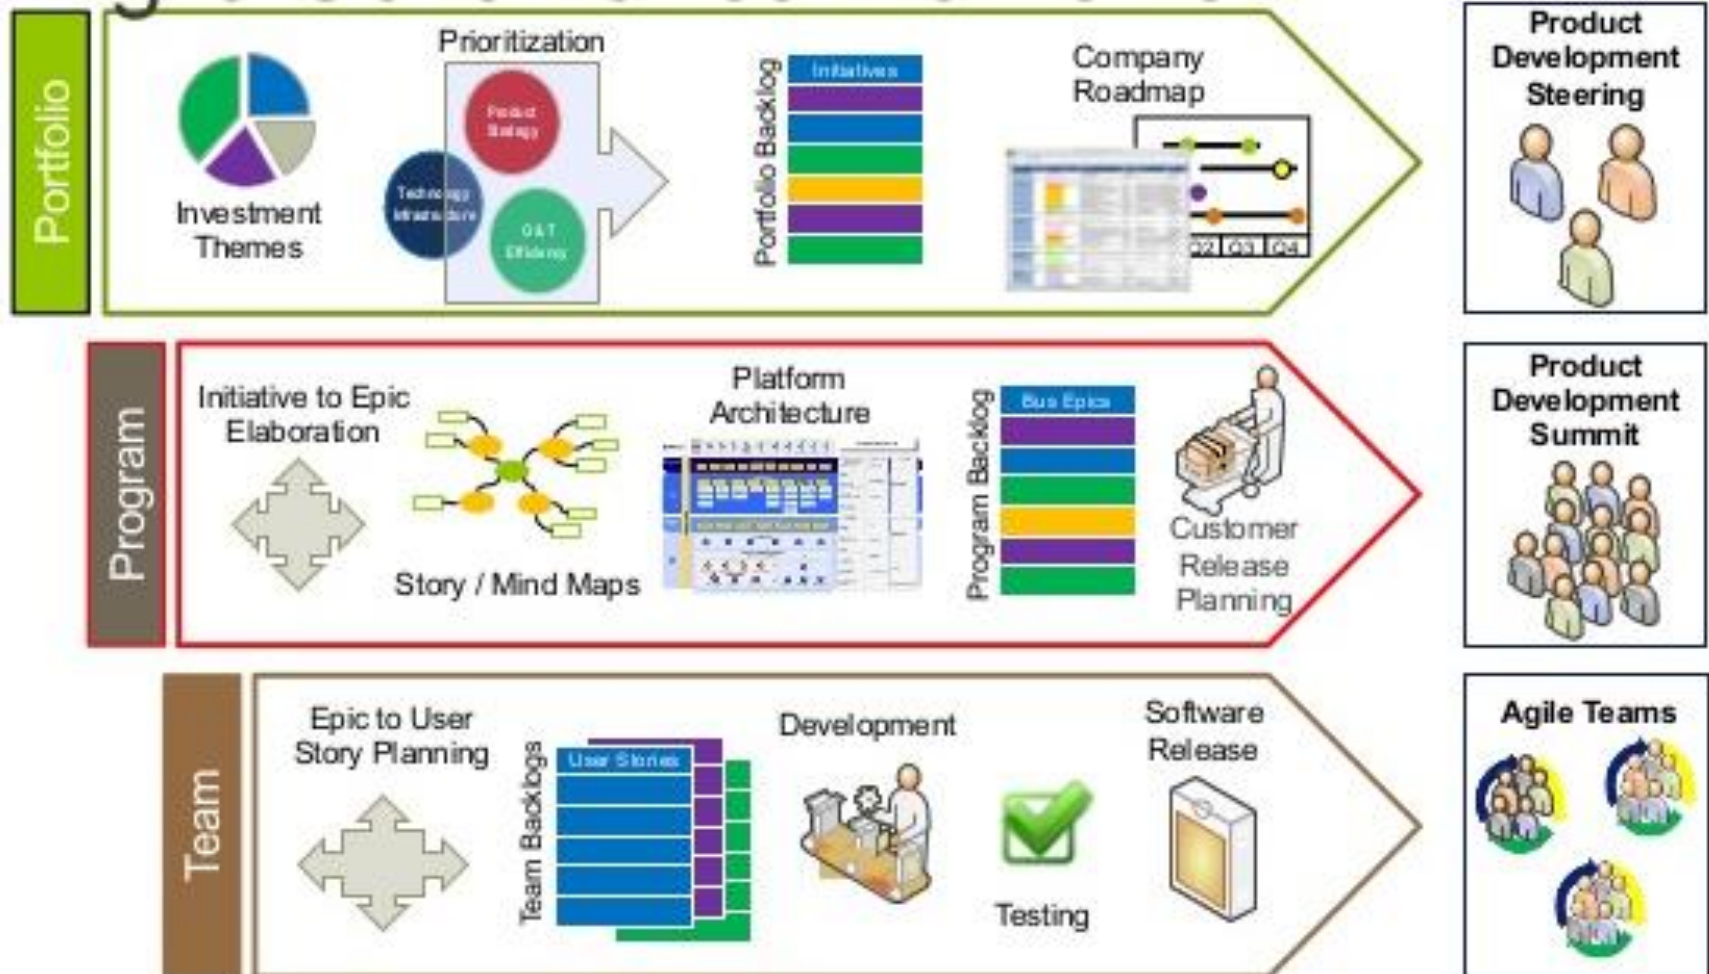 Portfolio
Investment
Themes
Prioritization
Product
Strategy
Technology
Infrastructure
O&T
Efficiency
Portfolio Backlog
Initiatives
Company
Roadmap
Q2 Q3 Q4
Product
Development
Steering
Program
Initiative to Epic
Elaboration
Story / Mind Maps
Platform
Architecture
Program Backlog
Bus Epics
Customer
Release
Planning
Product
Development
Summit
Team
Epic to User
Story Planning
Team Backlogs
User Stories
Development
Testing
Software
Release
Agile Teams